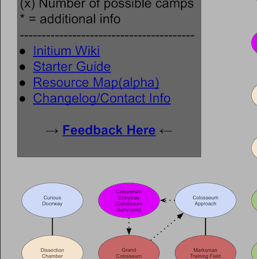 (x) Number of possible camps
* = additional info
------------------------------------
● Initium Wiki
● Starter Guide
● Resource Map(alpha)
● Changelog/Contact Info
→ Feedback Here ←
Curious
Doorway
Colosseum
Entryway
(Colosseum
Colosseum
Approach
Dissection
Chamber
Grand
Colosseum
Marksman
Training Field